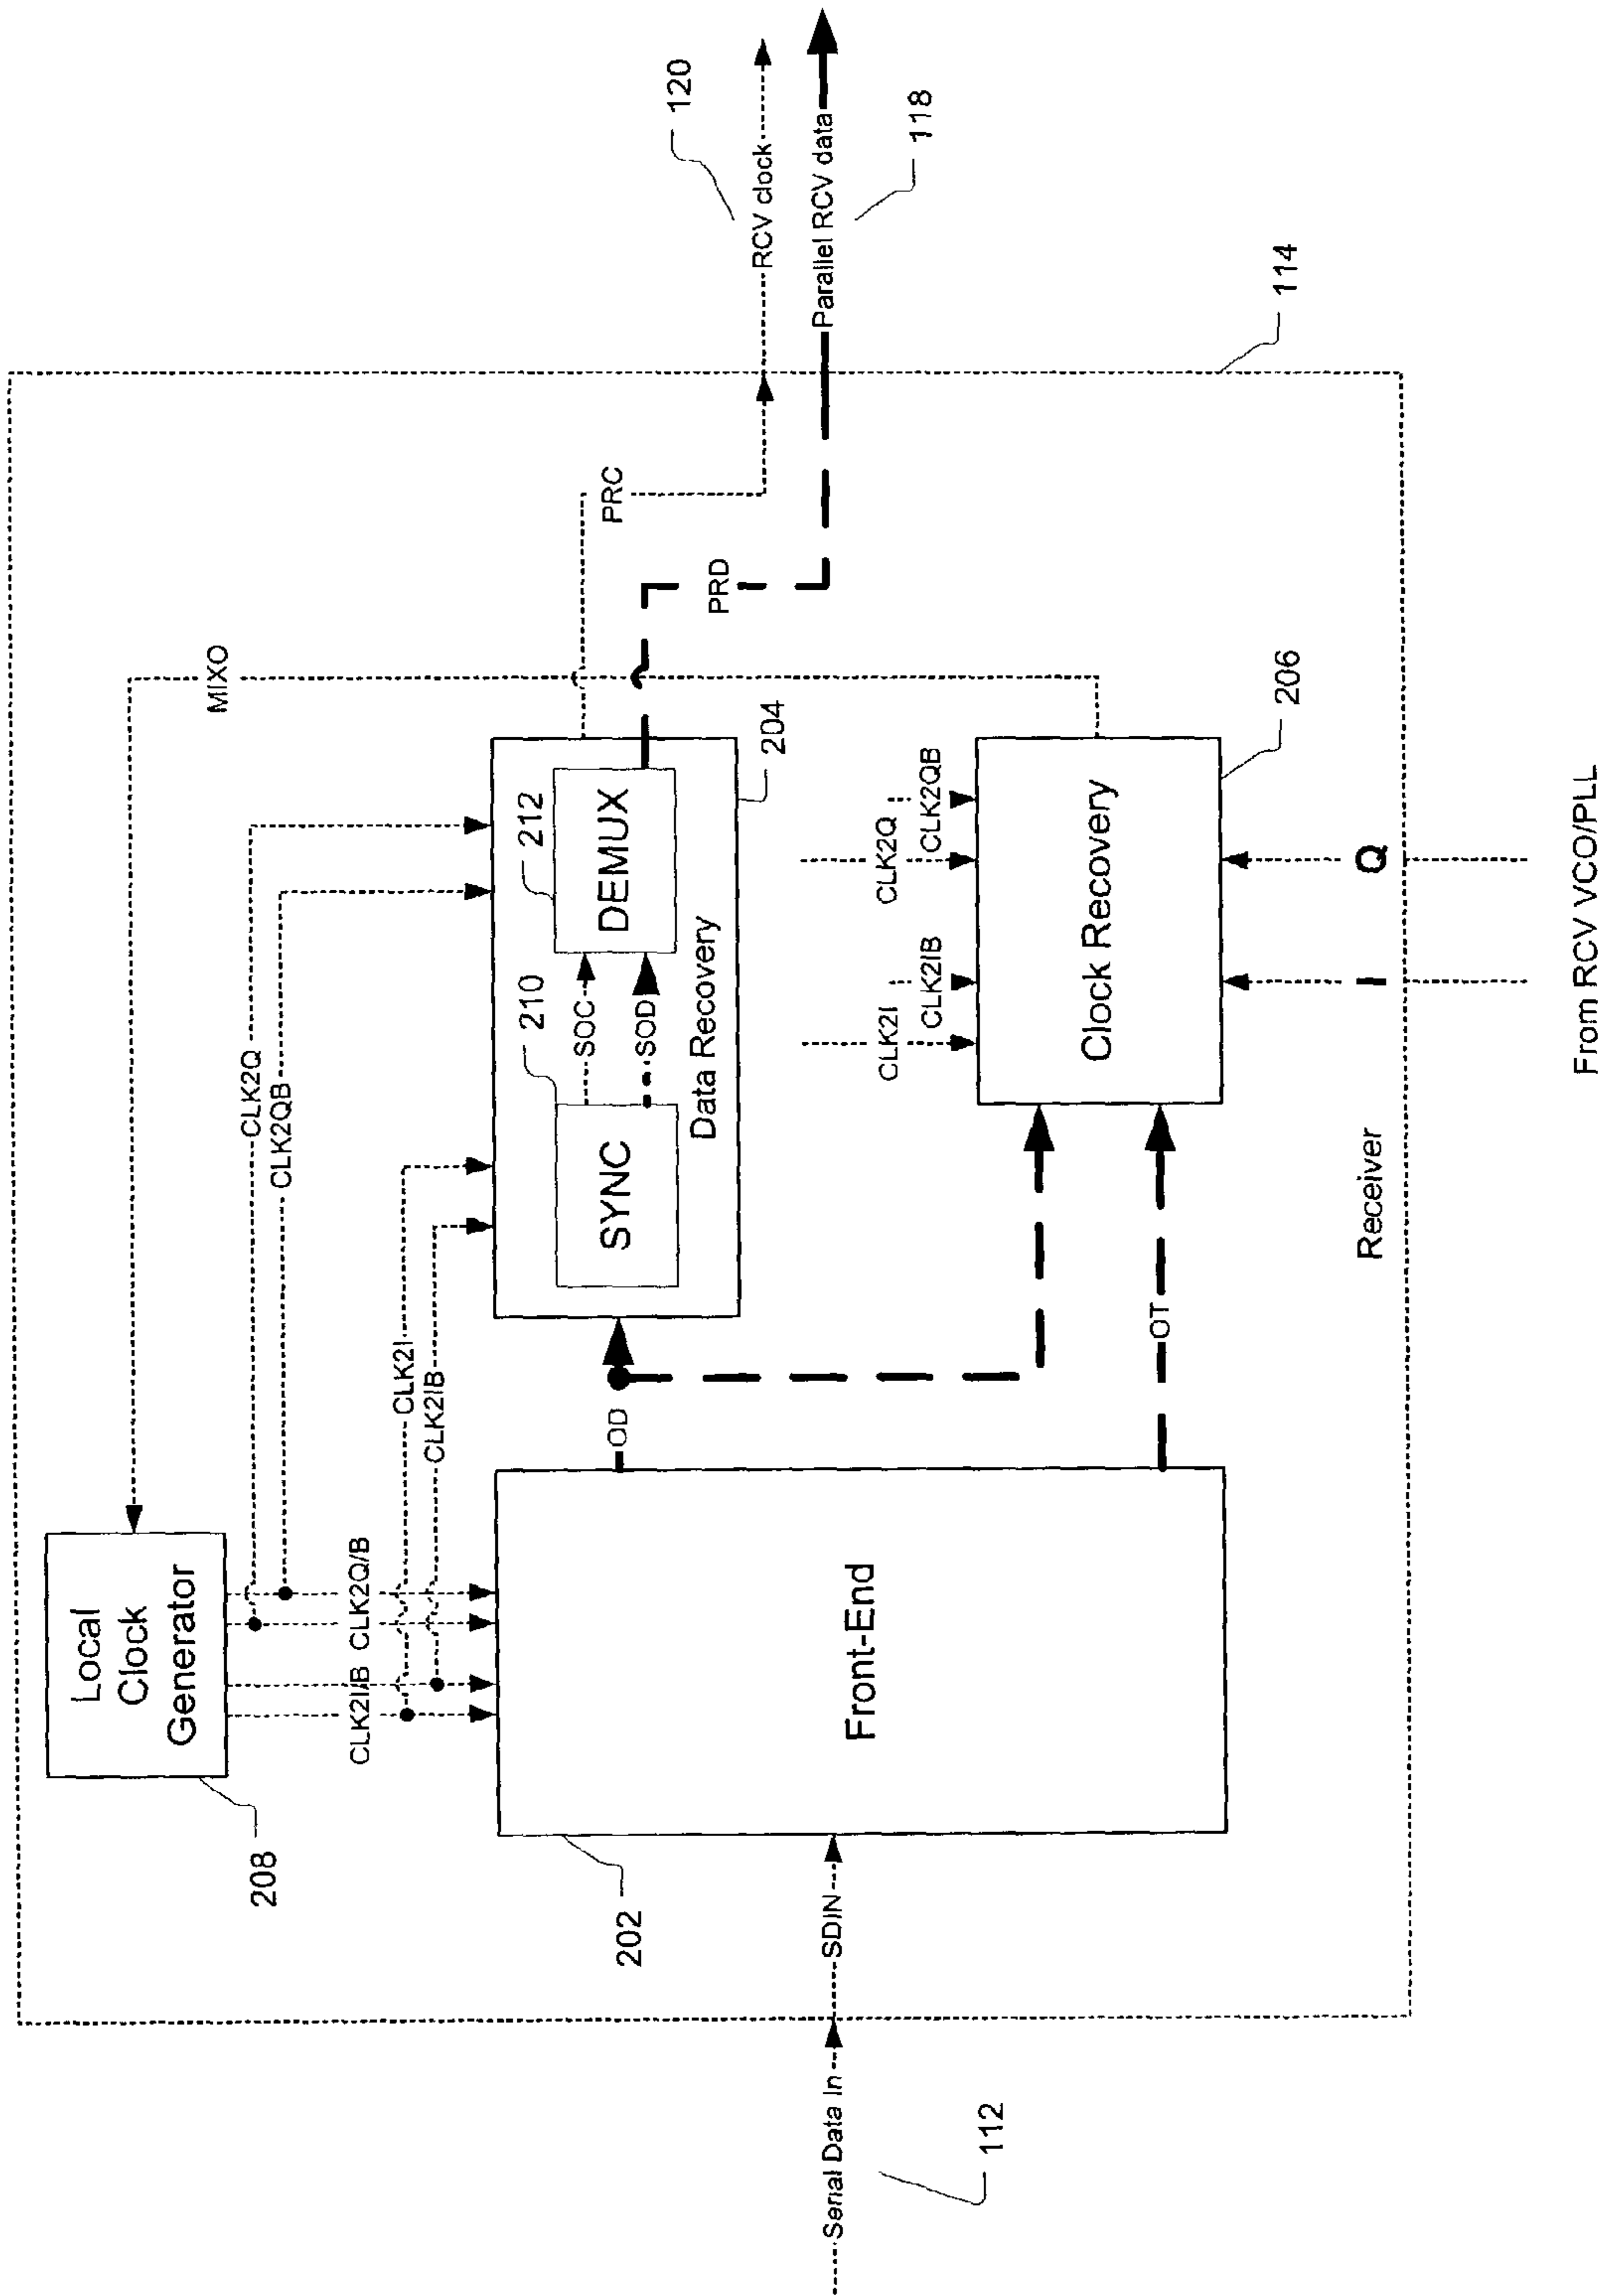 120
RCV clock
Parallel RCV data
118
114
PRC
PRD
MIXO
CLK2Q
CLK2QB
CLK2I
CLK2IB
Local
Clock
Generator
208
CLK2I/B
CLK2Q/B
212
DEMUX
210
SYNC
SOC
SOD
Data Recovery
204
OD
CLK2I
CLK2IB
CLK2Q
CLK2QB
Clock Recovery
206
OT
Front-End
202
SDIN
Serial Data In
112
Receiver
I
Q
From RCV VCO/PLL